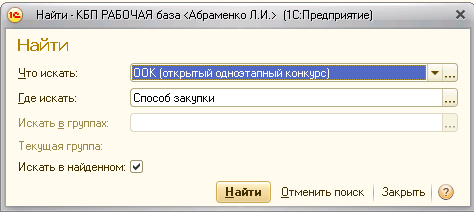 Найти - КБП РАБОЧАЯ база <Абраменко Л.И.> (1С:Предприятие)
Найти
Что искать: ООК (открытый одноэтапный конкурс)
Где искать: Способ закупки
Искать в группах:
Текущая группа:
Искать в найденном:
Найти Отменить поиск Закрыть ?